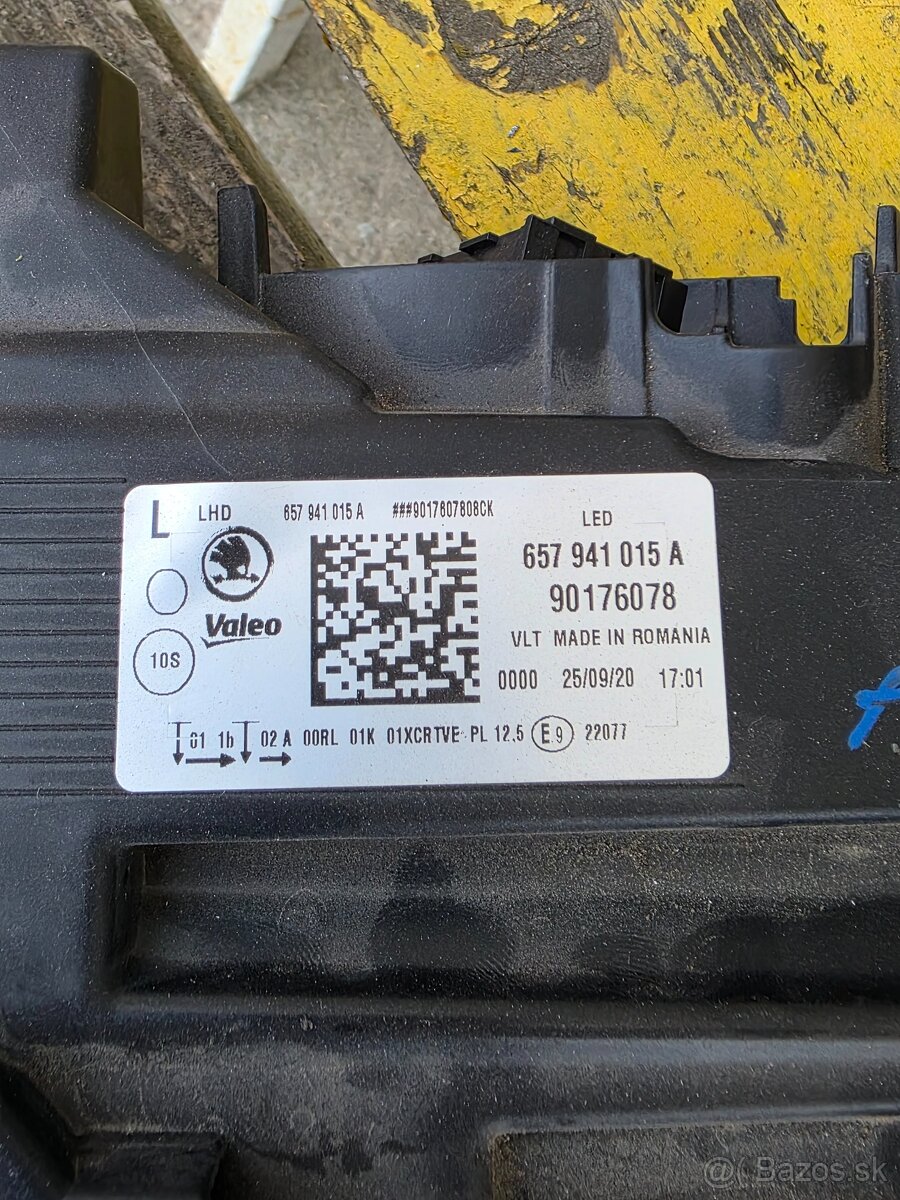 L LHD 657 941 015 A ###9017607808CK
LED
657 941 015 A
90176078
Valeo
VLT MADE IN ROMANIA
10S
0000 25/09/20 17:01
01 1b 02 A 00RL 01K 01XCRTVE PL 12.5 E9 22077
@ Bazos.sk